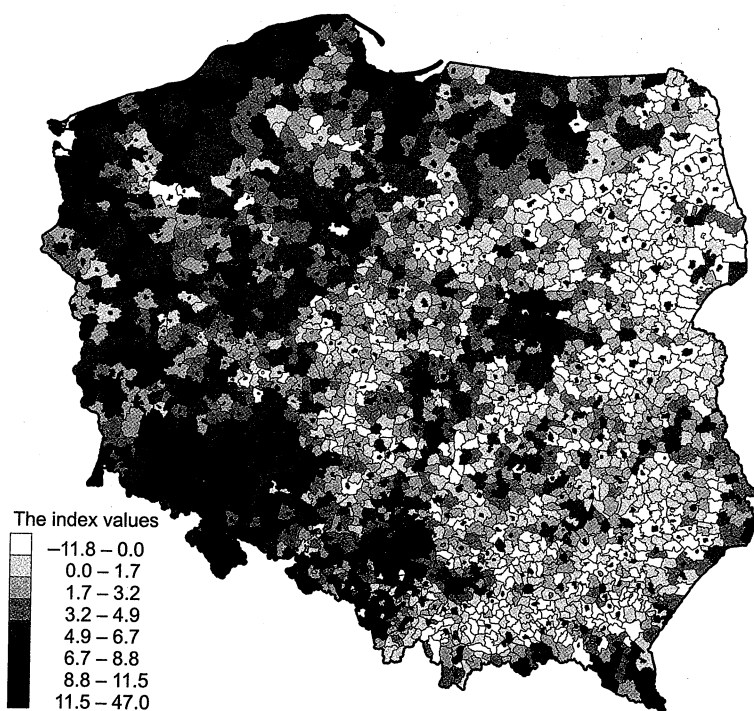 The index values
−11.8 – 0.0
0.0 – 1.7
1.7 – 3.2
3.2 – 4.9
4.9 – 6.7
6.7 – 8.8
8.8 – 11.5
11.5 – 47.0